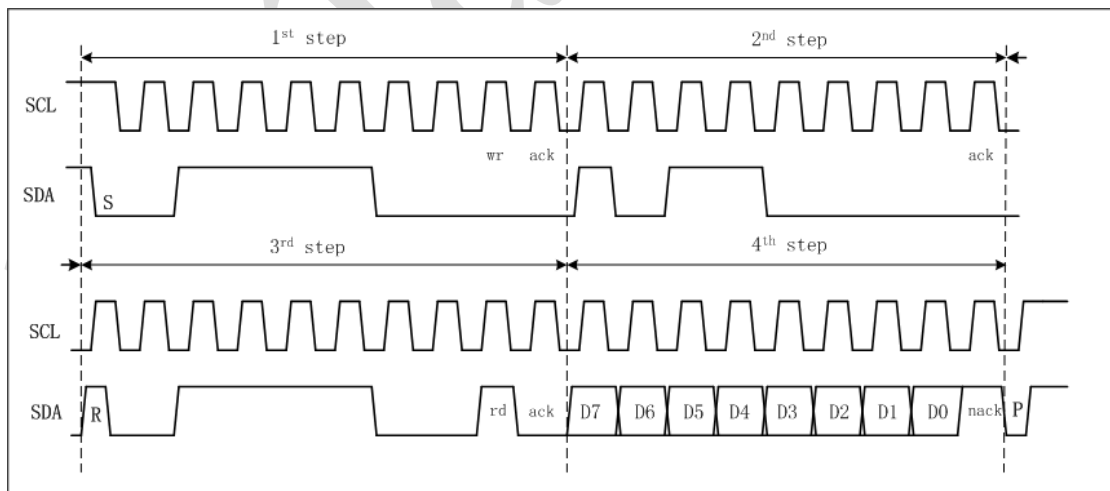 1st step 2nd step
SCL
wr ack ack
SDA S
3rd step 4th step
SCL
SDA R rd ack D7 D6 D5 D4 D3 D2 D1 D0 nack P